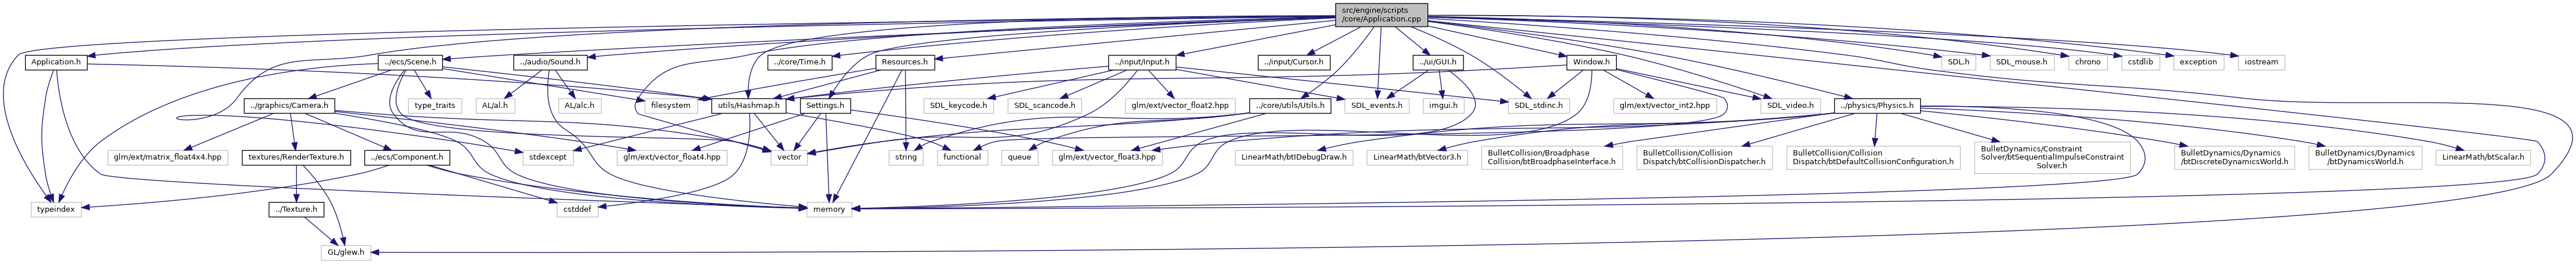 src/engine/scripts
/core/Application.cpp
Application.h
../ecs/Scene.h
../audio/Sound.h
../core/Time.h
Resources.h
../input/Input.h
../input/Cursor.h
../ui/GUI.h
Window.h
SDL.h
SDL_mouse.h
chrono
cstdlib
exception
iostream
../graphics/Camera.h
type_traits
AL/al.h
AL/alc.h
filesystem
utils/Hashmap.h
Settings.h
SDL_keycode.h
SDL_scancode.h
glm/ext/vector_float2.hpp
../core/utils/Utils.h
SDL_events.h
imgui.h
SDL_stdinc.h
glm/ext/vector_int2.hpp
SDL_video.h
../physics/Physics.h
glm/ext/matrix_float4x4.hpp
textures/RenderTexture.h
../ecs/Component.h
stdexcept
glm/ext/vector_float4.hpp
vector
string
functional
queue
glm/ext/vector_float3.hpp
LinearMath/btIDebugDraw.h
LinearMath/btVector3.h
BulletCollision/Broadphase
Collision/btBroadphaseInterface.h
BulletCollision/Collision
Dispatch/btCollisionDispatcher.h
BulletCollision/Collision
Dispatch/btDefaultCollisionConfiguration.h
BulletDynamics/Constraint
Solver/btSequentialImpulseConstraint
Solver.h
BulletDynamics/Dynamics
/btDiscreteDynamicsWorld.h
BulletDynamics/Dynamics
/btDynamicsWorld.h
LinearMath/btScalar.h
typeindex
../Texture.h
cstddef
memory
GL/glew.h